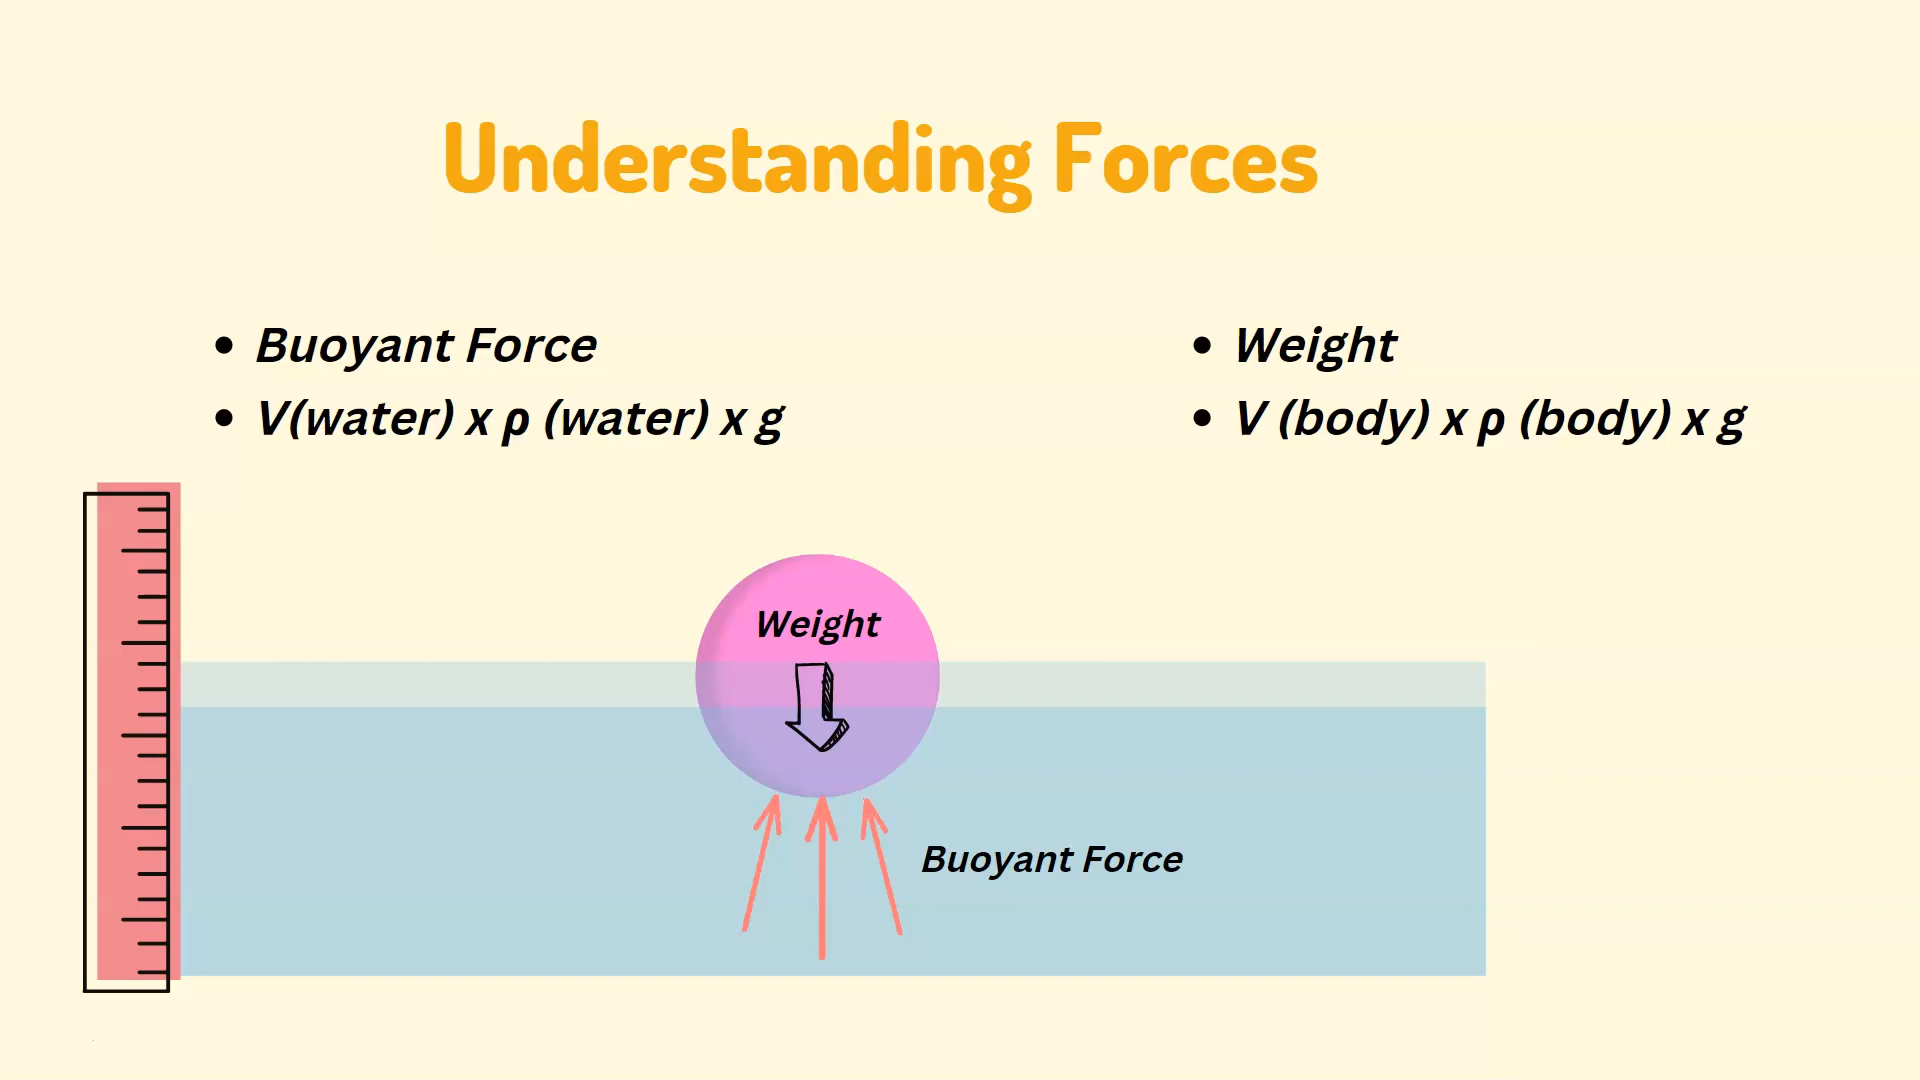 Understanding Forces
• Buoyant Force
• V(water) x ρ (water) x g
• Weight
• V (body) x ρ (body) x g
Weight
Buoyant Force